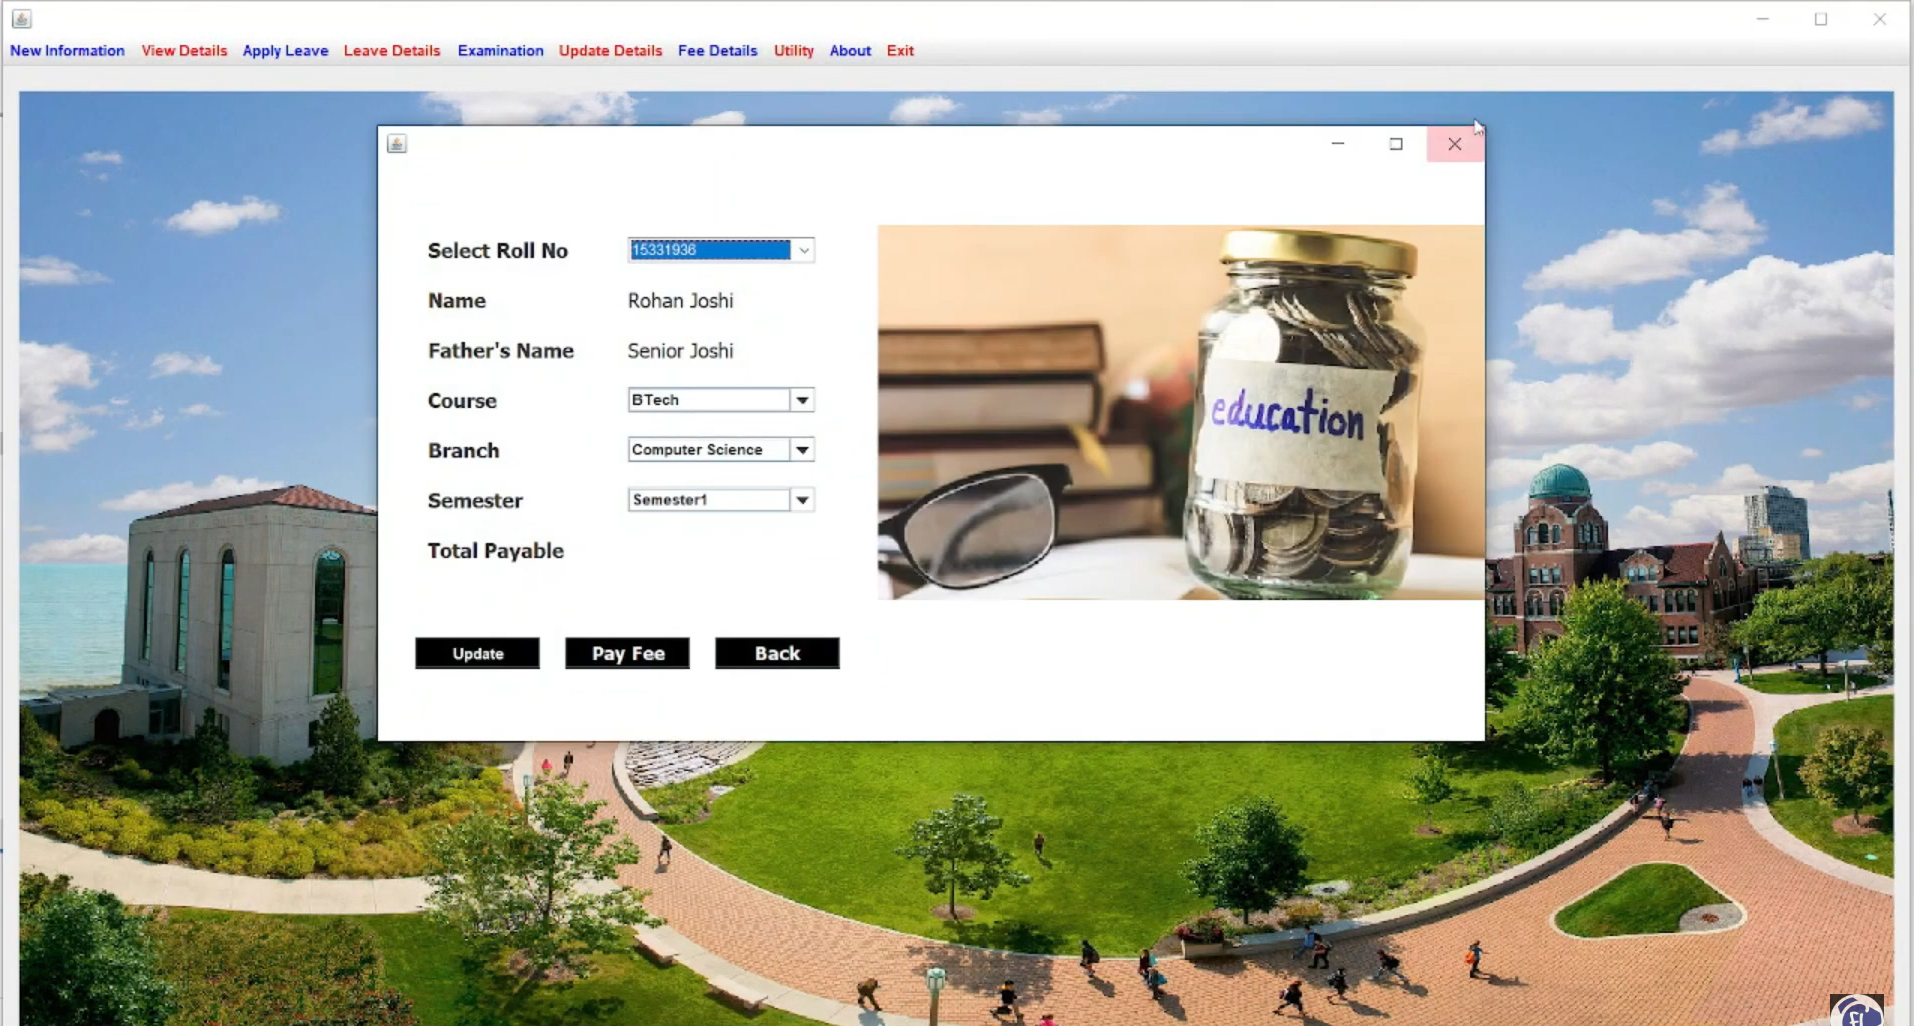 New Information View Details Apply Leave Leave Details Examination Update Details Fee Details Utility About Exit
Select Roll No 15331936
Name Rohan Joshi
Father's Name Senior Joshi
Course BTech
Branch Computer Science
Semester Semester1
Total Payable
education
Update Pay Fee Back